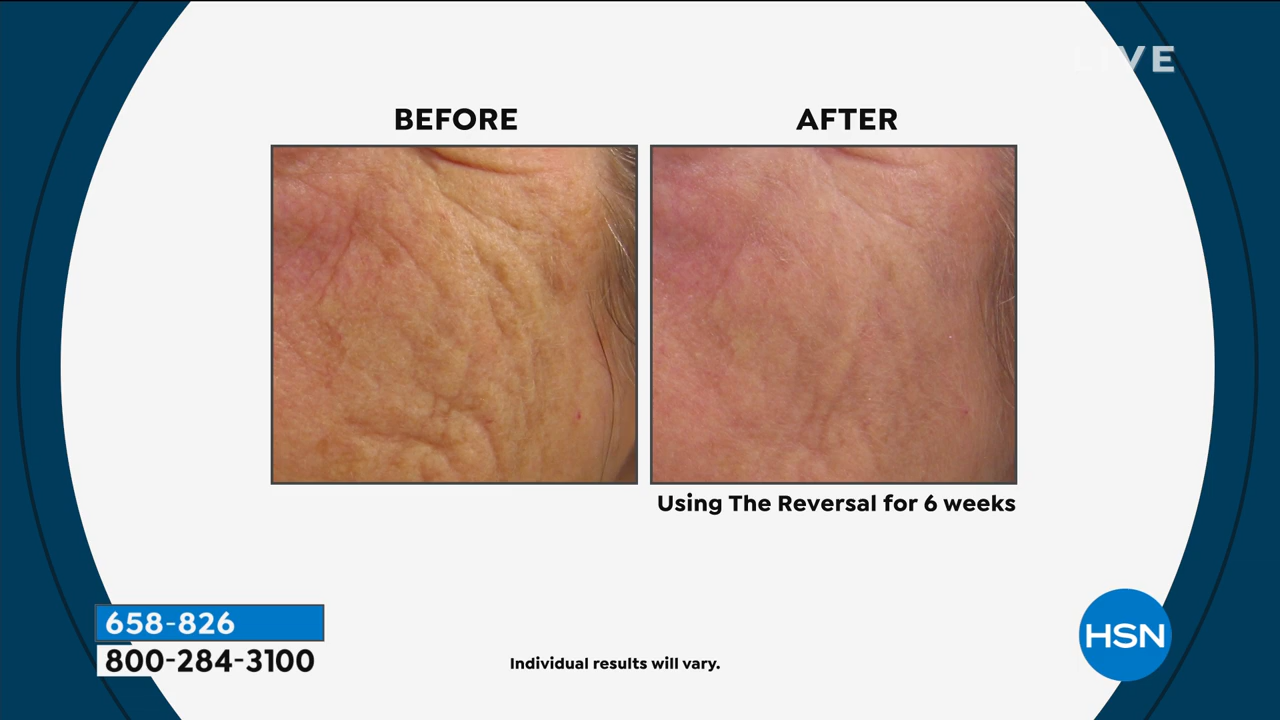 LIVE
BEFORE
AFTER
Using The Reversal for 6 weeks
658-826
800-284-3100
Individual results will vary.
HSN